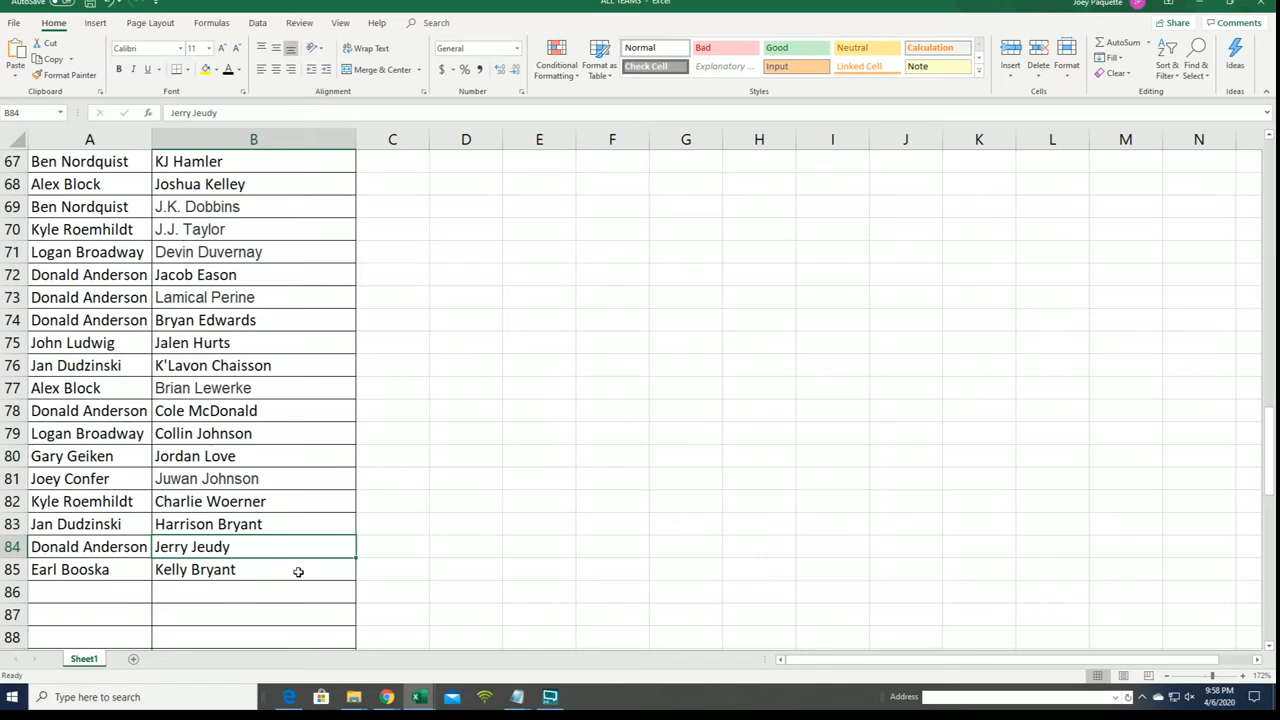 AutoSave Off ALL TEAMS - Excel Joey Paquette JP
File Home Insert Page Layout Formulas Data Review View Help Search Share Comments
Paste Cut Copy Format Painter Clipboard
Calibri 11 B I U Font
Wrap Text Merge & Center Alignment
General $ % Number
Conditional Formatting Format as Table
Normal Bad Good Neutral Calculation
Check Cell Explanatory ... Input Linked Cell Note
Styles
Insert Delete Format Cells
AutoSum Fill Clear Sort & Filter Find & Select Editing
Ideas Ideas
B84 fx Jerry Jeudy
A B C D E F G H I J K L M N
67 Ben Nordquist KJ Hamler
68 Alex Block Joshua Kelley
69 Ben Nordquist J.K. Dobbins
70 Kyle Roemhildt J.J. Taylor
71 Logan Broadway Devin Duvernay
72 Donald Anderson Jacob Eason
73 Donald Anderson Lamical Perine
74 Donald Anderson Bryan Edwards
75 John Ludwig Jalen Hurts
76 Jan Dudzinski K'Lavon Chaisson
77 Alex Block Brian Lewerke
78 Donald Anderson Cole McDonald
79 Logan Broadway Collin Johnson
80 Gary Geiken Jordan Love
81 Joey Confer Juwan Johnson
82 Kyle Roemhildt Charlie Woerner
83 Jan Dudzinski Harrison Bryant
84 Donald Anderson Jerry Jeudy
85 Earl Booska Kelly Bryant
86
87
88
Sheet1
Ready 172%
Type here to search Address 9:58 PM
4/6/2020